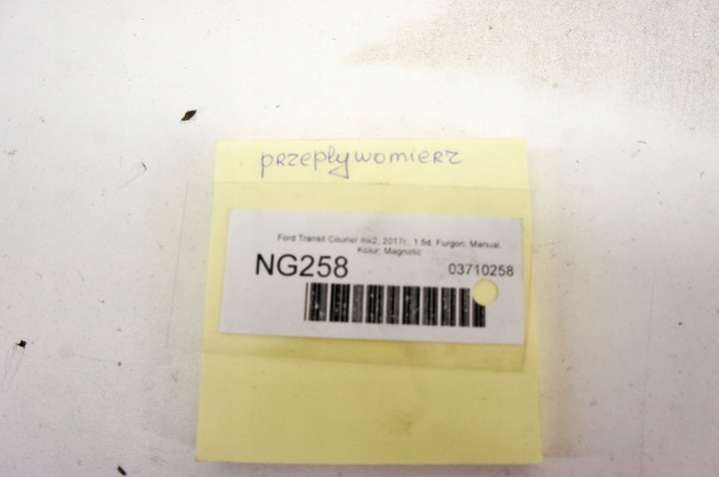 przepływomierz
Ford Transit Courier mk2, 2017r., 1.5d, Furgon, Manual,
Kolor: Magnetic
NG258
03710258